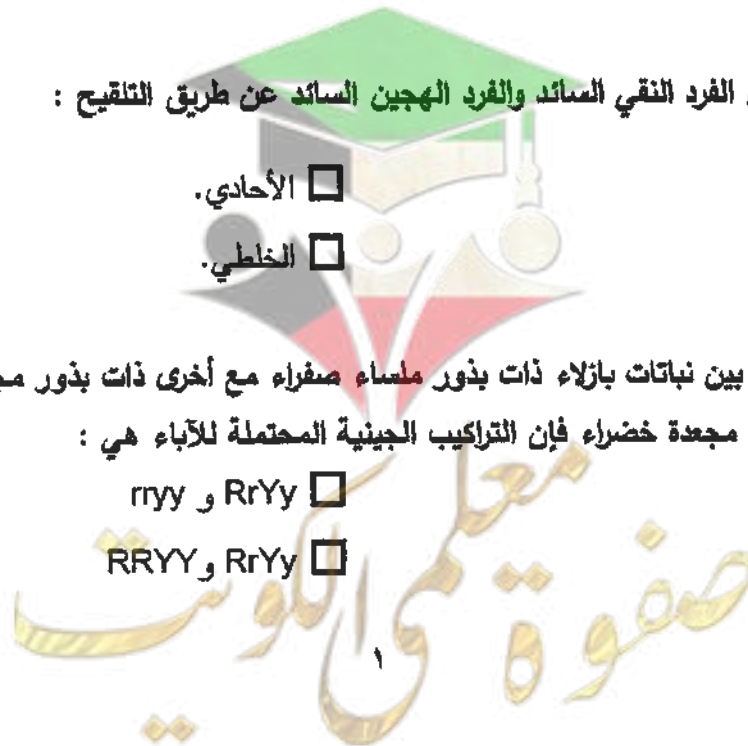 الفرد النقي السائد والفرد الهجين السائد عن طريق التلقيح :
☐ الأحادي.
☐ الخلطي.
بين نباتات بازلاء ذات بذور ملساء صفراء مع أخرى ذات بذور
مجعدة خضراء فإن التراكيب الجينية المحتملة للآباء هي :
☐ RrYy و rryy
☐ RrYy و RRYY
صفوة معلمى الكويت
١